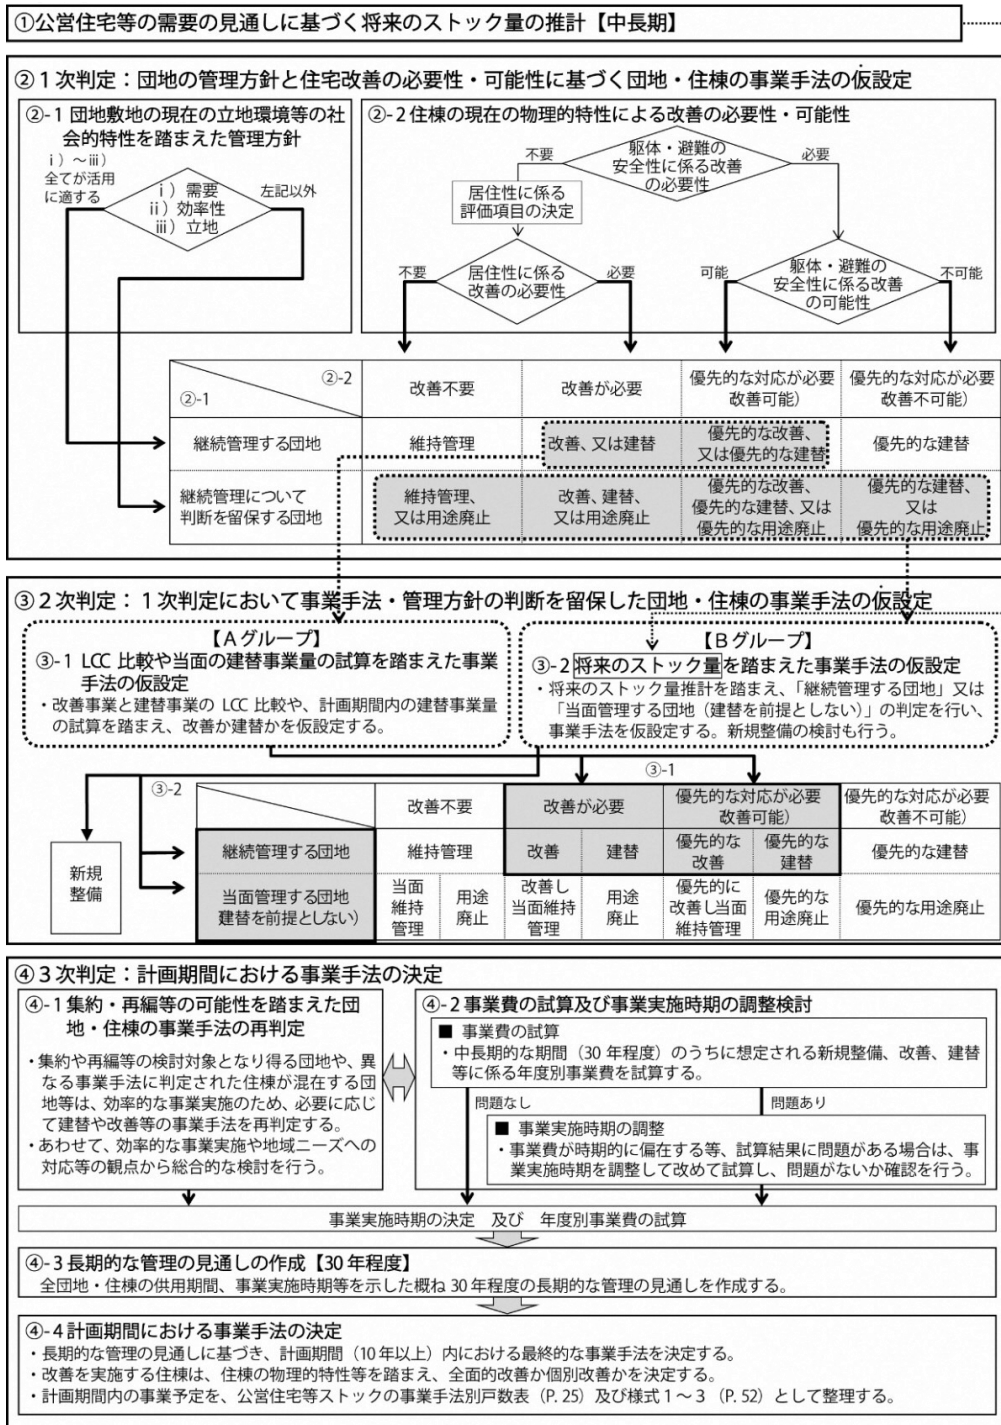 ①公営住宅等の需要の見通しに基づく将来のストック量の推計【中長期】
②1次判定：団地の管理方針と住宅改善の必要性・可能性に基づく団地・住棟の事業手法の仮設定
②-1 団地敷地の現在の立地環境等の社
会的特性を踏まえた管理方針
ⅰ）～ⅲ）
全てが活用
に適する
ⅰ）需要
ⅱ）効率性
ⅲ）立地
左記以外
②-2 住棟の現在の物理的特性による改善の必要性・可能性
不要
躯体・避難の
安全性に係る改善
の必要性
必要
居住性に係る
評価項目の決定
不要
居住性に係る
改善の必要性
必要
可能
躯体・避難の
安全性に係る改善
の可能性
不可能
②-2
②-1
改善不要
改善が必要
優先的な対応が必要
改善可能）
優先的な対応が必要
改善不可能）
継続管理する団地
維持管理
改善、又は建替
優先的な改善、
又は優先的な建替
優先的な建替
継続管理について
判断を留保する団地
維持管理、
又は用途廃止
改善、建替、
又は用途廃止
優先的な改善、
優先的な建替、又は
優先的な用途廃止
優先的な建替、
又は
優先的な用途廃止
③2次判定：1次判定において事業手法・管理方針の判断を留保した団地・住棟の事業手法の仮設定
【Aグループ】
③-1 LCC 比較や当面の建替事業量の試算を踏まえた事業
手法の仮設定
・改善事業と建替事業の LCC 比較や、計画期間内の建替事業量
の試算を踏まえ、改善か建替かを仮設定する。
【Bグループ】
③-2 将来のストック量を踏まえた事業手法の仮設定
・将来のストック量推計を踏まえ、「継続管理する団地」又は
「当面管理する団地（建替を前提としない）」の判定を行い、
事業手法を仮設定する。新規整備の検討も行う。
③-1
③-2
改善不要
改善が必要
優先的な対応が必要
改善可能）
優先的な対応が必要
改善不可能）
新規
整備
継続管理する団地
維持管理
改善
建替
優先的な
改善
優先的な
建替
優先的な建替
当面管理する団地
建替を前提としない）
当面
維持
管理
用途
廃止
改善し
当面維持
管理
用途
廃止
優先的に
改善し当面
維持管理
優先的な
用途廃止
優先的な用途廃止
④3次判定：計画期間における事業手法の決定
④-1 集約・再編等の可能性を踏まえた団
地・住棟の事業手法の再判定
・集約や再編等の検討対象となり得る団地や、異
なる事業手法に判定された住棟が混在する団
地等は、効率的な事業実施のため、必要に応じ
て建替や改善等の事業手法を再判定する。
・あわせて、効率的な事業実施や地域ニーズへの
対応等の観点から総合的な検討を行う。
④-2 事業費の試算及び事業実施時期の調整検討
■ 事業費の試算
・中長期的な期間（30 年程度）のうちに想定される新規整備、改善、建替
等に係る年度別事業費を試算する。
問題なし
問題あり
■ 事業実施時期の調整
・事業費が時期的に偏在する等、試算結果に問題がある場合は、事
業実施時期を調整して改めて試算し、問題がないか確認を行う。
事業実施時期の決定　及び　年度別事業費の試算
④-3 長期的な管理の見通しの作成【30 年程度】
全団地・住棟の供用期間、事業実施時期等を示した概ね 30 年程度の長期的な管理の見通しを作成する。
④-4 計画期間における事業手法の決定
・長期的な管理の見通しに基づき、計画期間（10 年以上）内における最終的な事業手法を決定する。
・改善を実施する住棟は、住棟の物理的特性等を踏まえ、全面的改善か個別改善かを決定する。
・計画期間内の事業予定を、公営住宅等ストックの事業手法別戸数表（P. 25）及び様式 1 ～ 3 （P. 52）として整理する。